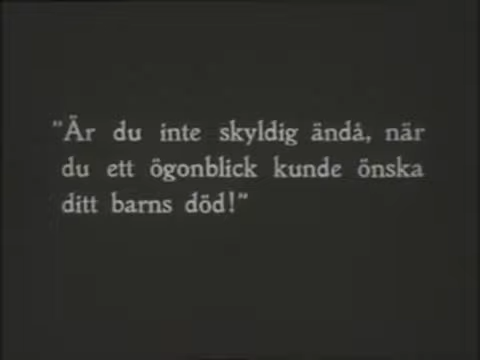 "Är du inte skyldig ändå, när
du ett ögonblick kunde önska
ditt barns död!"